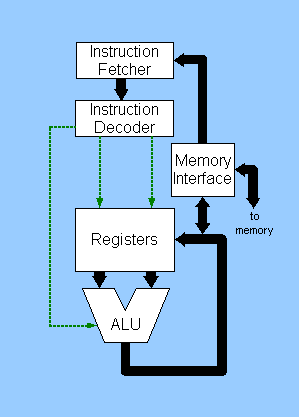 Instruction
Fetcher
Instruction
Decoder
Memory
Interface
to
memory
Registers
ALU